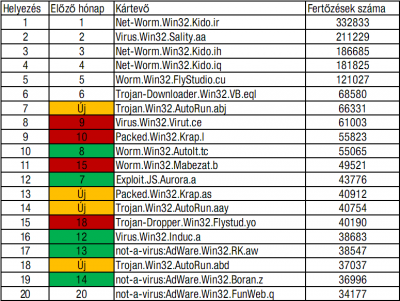 Helyezés Előző hónap Kártevő Fertőzések száma
1 1 Net-Worm.Win32.Kido.ir 332833
2 2 Virus.Win32.Sality.aa 211229
3 3 Net-Worm.Win32.Kido.ih 186685
4 4 Net-Worm.Win32.Kido.iq 181825
5 5 Worm.Win32.FlyStudio.cu 121027
6 6 Trojan-Downloader.Win32.VB.eql 68580
7 Új Trojan.Win32.AutoRun.abj 66331
8 9 Virus.Win32.Virut.ce 61003
9 10 Packed.Win32.Krap.l 55823
10 8 Worm.Win32.AutoIt.tc 55065
11 15 Worm.Win32.Mabezat.b 49521
12 7 Exploit.JS.Aurora.a 43776
13 Új Packed.Win32.Krap.as 40912
14 Új Trojan.Win32.AutoRun.aay 40754
15 18 Trojan-Dropper.Win32.Flystud.yo 40190
16 12 Virus.Win32.Induc.a 38683
17 13 not-a-virus:AdWare.Win32.RK.aw 38547
18 Új Trojan.Win32.AutoRun.abd 37037
19 14 not-a-virus:AdWare.Win32.Boran.z 36996
20 20 not-a-virus:AdWare.Win32.FunWeb.q 34177